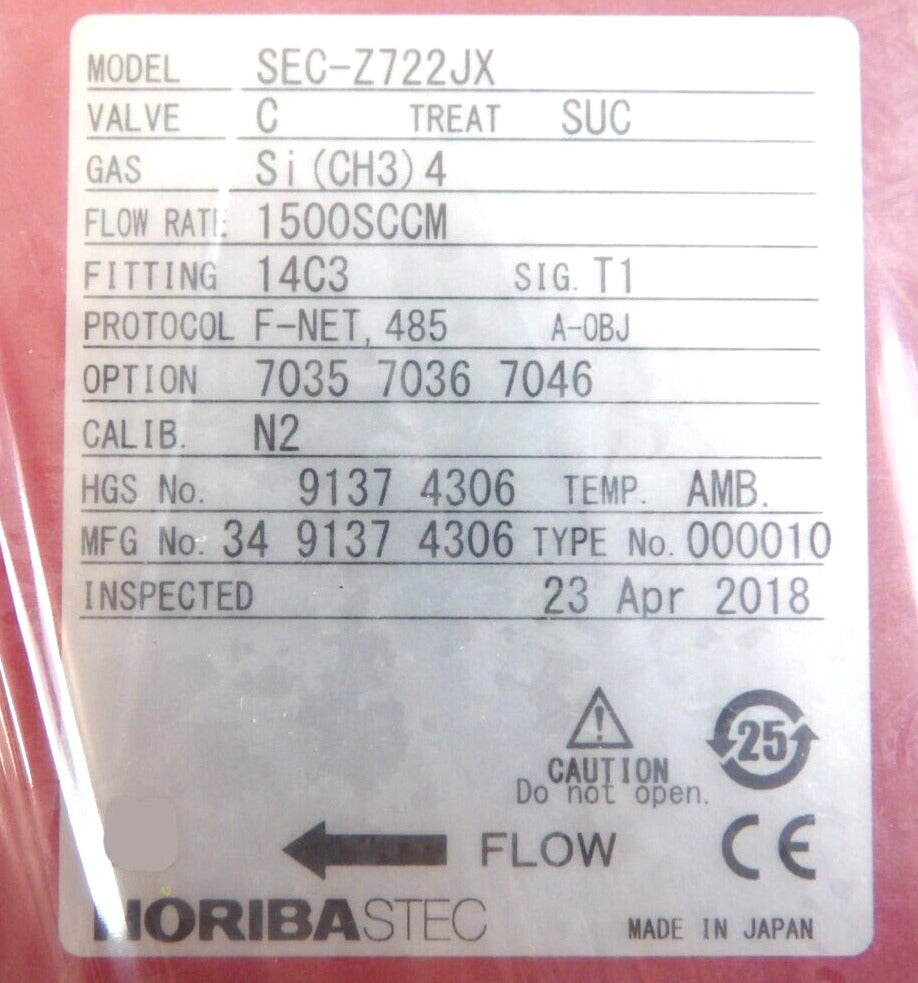 MODEL SEC-Z722JX
VALVE C TREAT SUC
GAS Si(CH3)4
FLOW RATE 1500SCCM
FITTING 14C3 SIG. T1
PROTOCOL F-NET, 485 A-OBJ
OPTION 7035 7036 7046
CALIB. N2
HGS No. 9137 4306 TEMP. AMB.
MFG No. 34 9137 4306 TYPE No. 000010
INSPECTED 23 Apr 2018
25
CAUTION
Do not open.
FLOW CE
HORIBASTEC MADE IN JAPAN